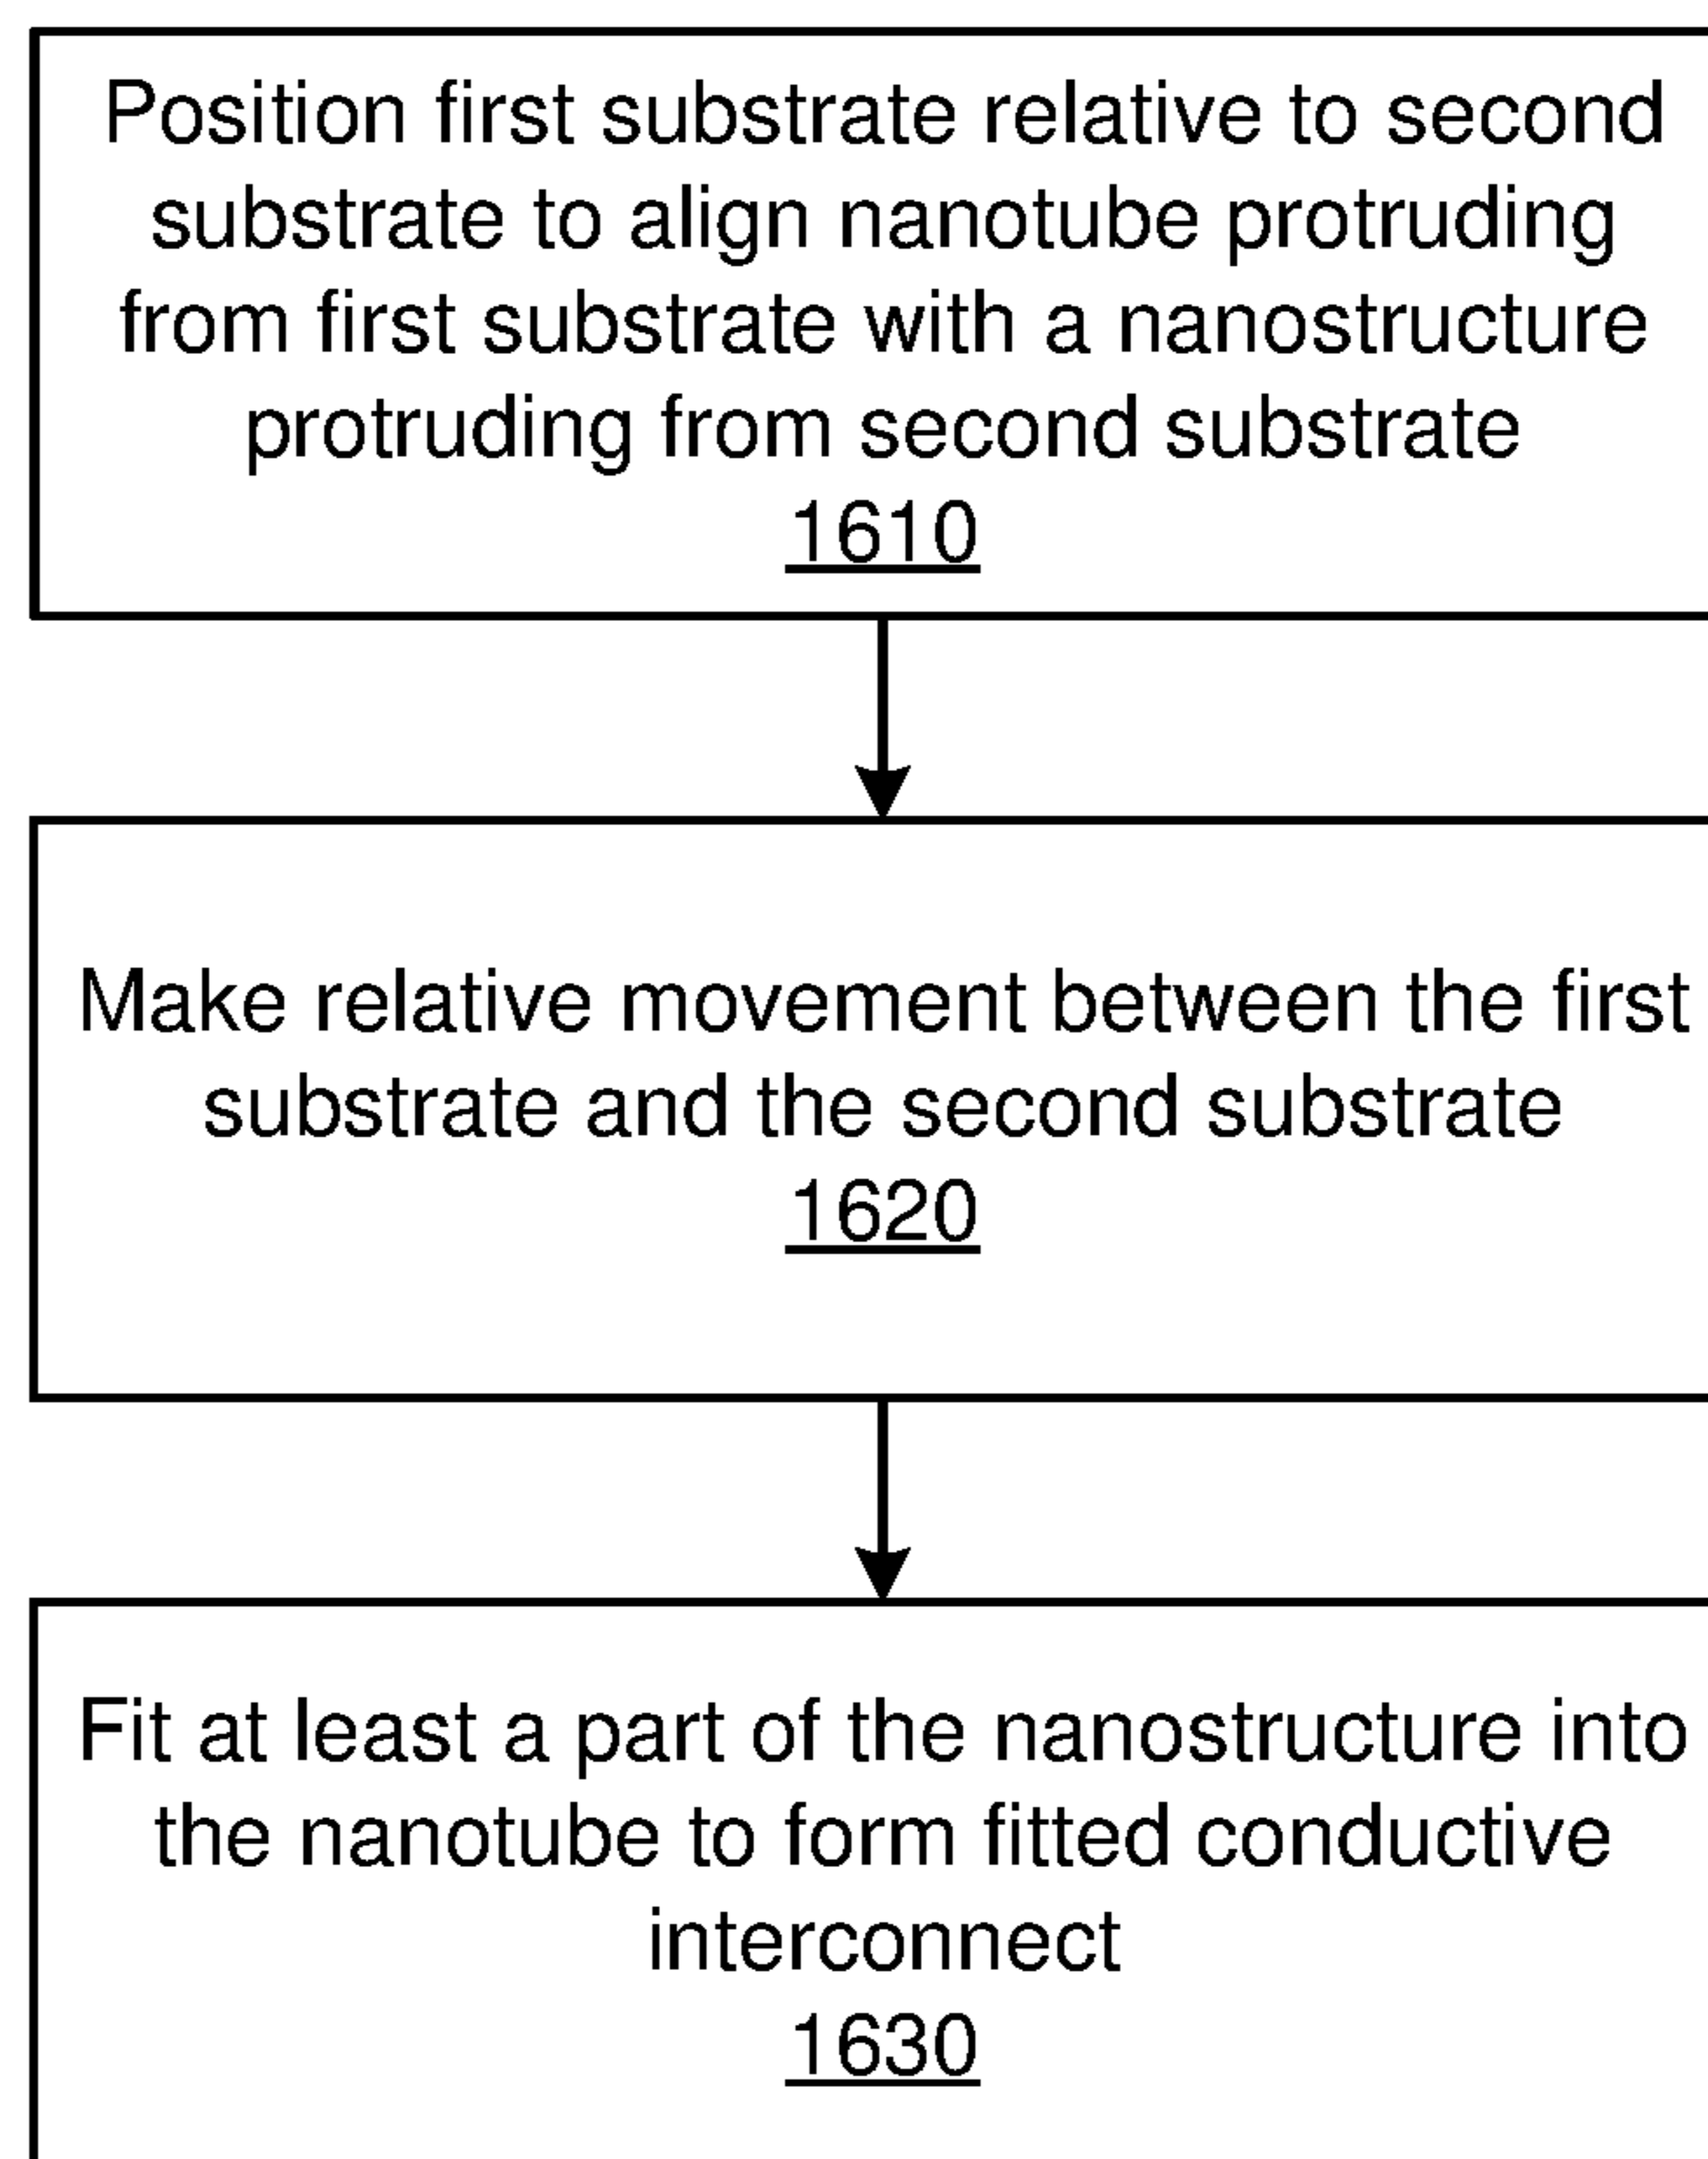 Position first substrate relative to second
substrate to align nanotube protruding
from first substrate with a nanostructure
protruding from second substrate
1610
Make relative movement between the first
substrate and the second substrate
1620
Fit at least a part of the nanostructure into
the nanotube to form fitted conductive
interconnect
1630